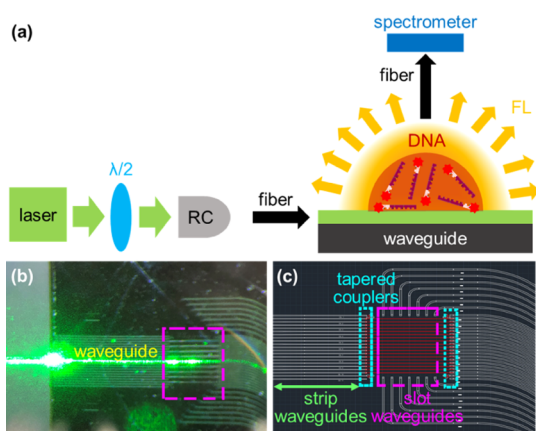 (a)
spectrometer
fiber
FL
DNA
λ/2
laser
RC
fiber
waveguide
(b)
waveguide
(c)
tapered
couplers
strip
waveguides
slot
waveguides